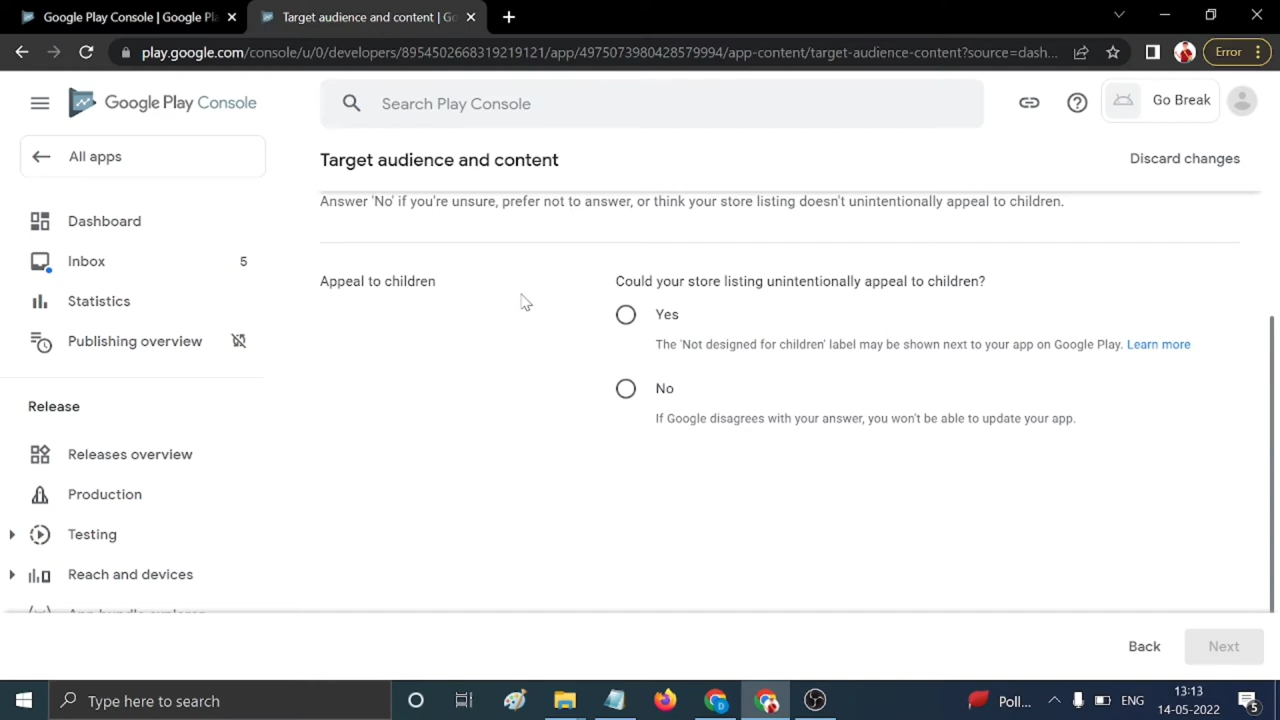 Google Play Console | Google Pla
Target audience and content | Go
play.google.com/console/u/0/developers/8954502668319219121/app/4975073980428579994/app-content/target-audience-content?source=dash...
Error
Google Play Console
Search Play Console
Go Break
All apps
Target audience and content
Discard changes
Answer 'No' if you're unsure, prefer not to answer, or think your store listing doesn't unintentionally appeal to children.
Dashboard
Inbox 5
Statistics
Publishing overview
Release
Releases overview
Production
Testing
Reach and devices
App bundle explorer
Appeal to children
Could your store listing unintentionally appeal to children?
Yes
The 'Not designed for children' label may be shown next to your app on Google Play. Learn more
No
If Google disagrees with your answer, you won't be able to update your app.
Back
Next
Type here to search
D
Poll...
ENG
13:13
14-05-2022
5